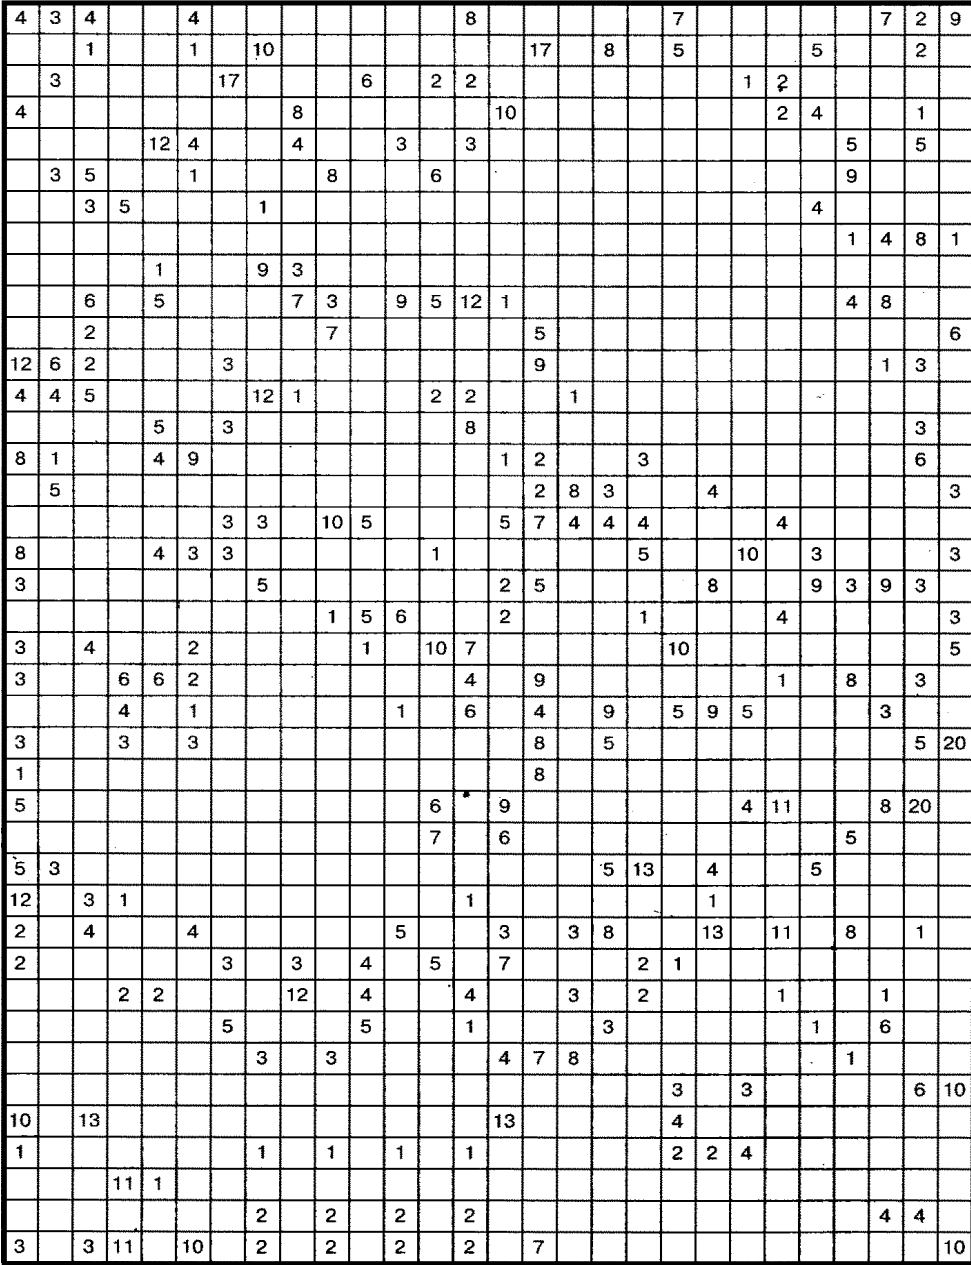 4 3 4 4 8 7 7 2 9
1 1 10 17 8 5 5 2
3 17 6 2 2 1 2
4 8 10 2 4 1
12 4 4 3 3 5 5
3 5 1 8 6 9
3 5 1 4
1 4 8 1
1 9 3
6 5 7 3 9 5 12 1 4 8
2 7 5 6
12 6 2 3 9 1 3
4 4 5 12 1 2 2 1
5 3 8 3
8 1 4 9 1 2 3 6
5 2 8 3 4 3
3 3 10 5 5 7 4 4 4 4
8 4 3 3 1 5 10 3 3
3 5 2 5 8 9 3 9 3
1 5 6 2 1 4 3
3 4 2 1 10 7 10 5
3 6 6 2 4 9 1 8 3
4 1 1 6 4 9 5 9 5 3
3 3 3 8 5 5 20
1 8
5 6 9 4 11 8 20
7 6 5
5 3 5 13 4 5
12 3 1 1 1
2 4 4 5 3 3 8 13 11 8 1
2 3 3 4 5 7 2 1
2 2 12 4 4 3 2 1 1
5 5 1 3 1 6
3 3 4 7 8 1
3 3 6 10
10 13 13 4
1 1 1 1 1 2 2 4
11 1
2 2 2 2 4 4
3 3 11 10 2 2 2 2 7 10